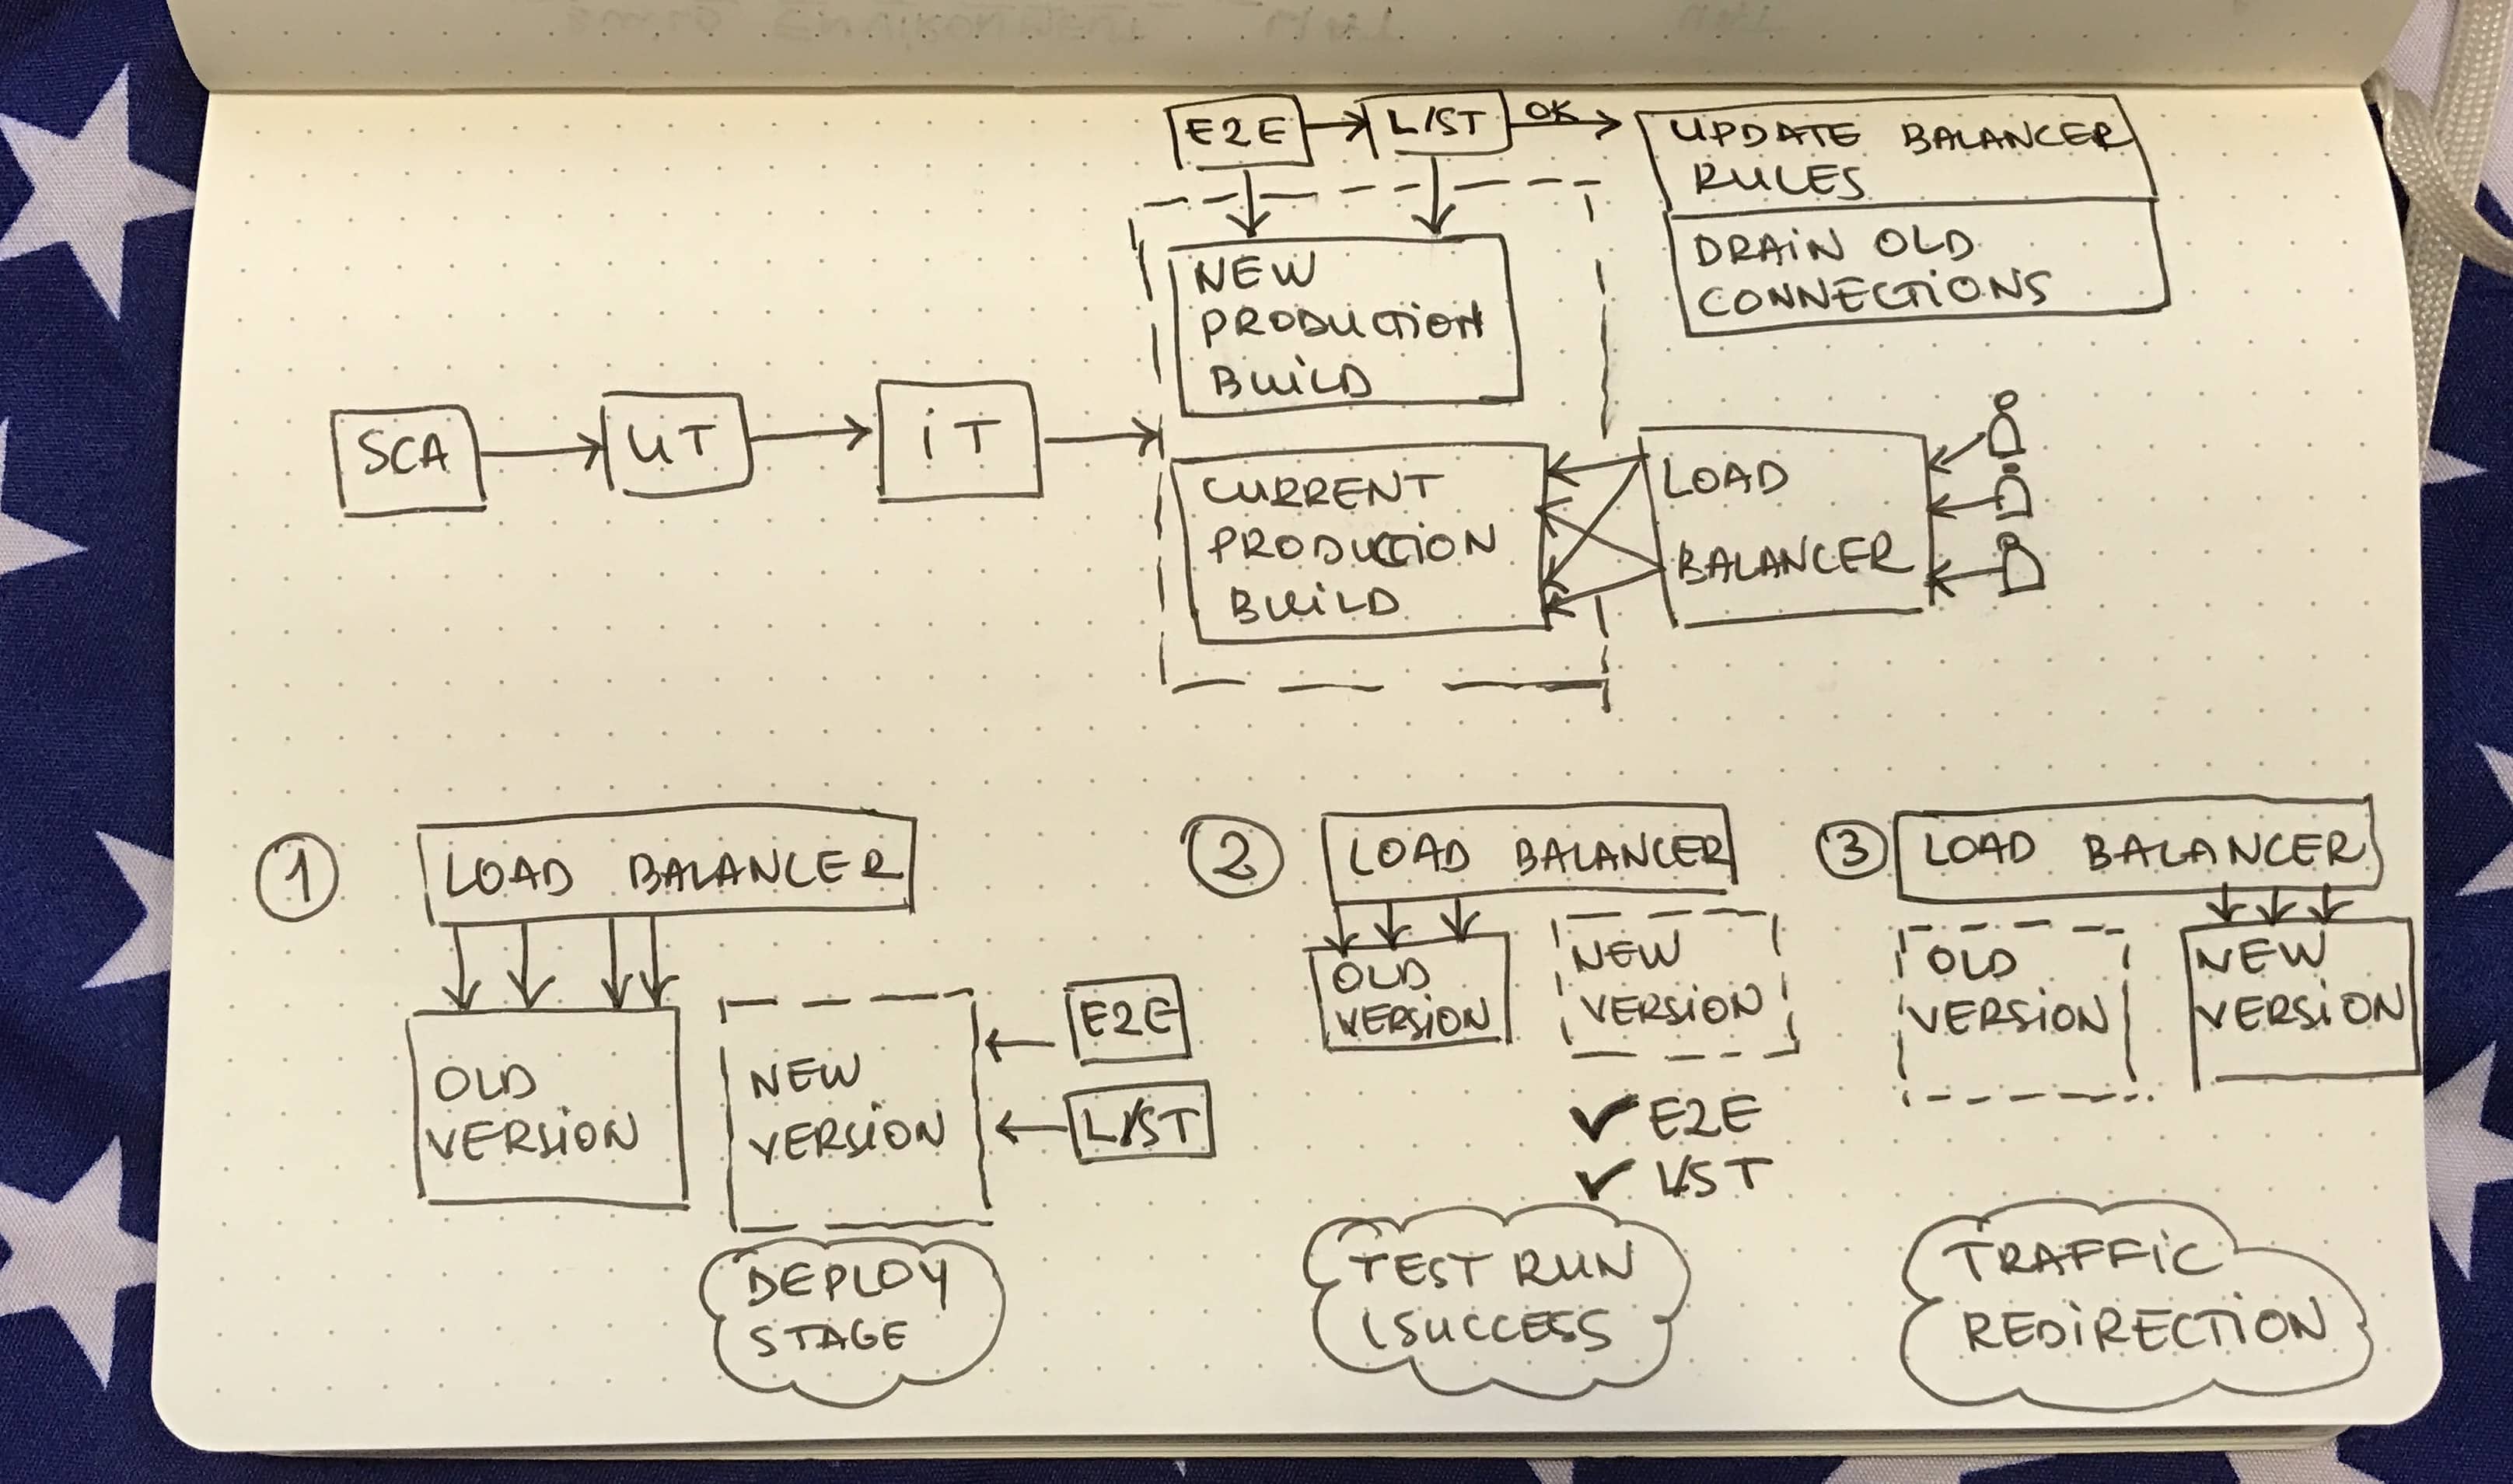 E2E
L/ST
OK
UPDATE BALANCER
RULES
DRAIN OLD
CONNECTIONS
NEW
PRODUCTION
BUILD
SCA
UT
iT
CURRENT
PRODUCTION
BUILD
LOAD
BALANCER
1
LOAD BALANCER
OLD
VERSION
NEW
VERSION
E2E
L/ST
DEPLOY
STAGE
2
LOAD BALANCER
OLD
VERSION
NEW
VERSION
✔ E2E
✔ L/ST
TEST RUN
SUCCESS
3
LOAD BALANCER
OLD
VERSION
NEW
VERSION
TRAFFIC
REDIRECTION